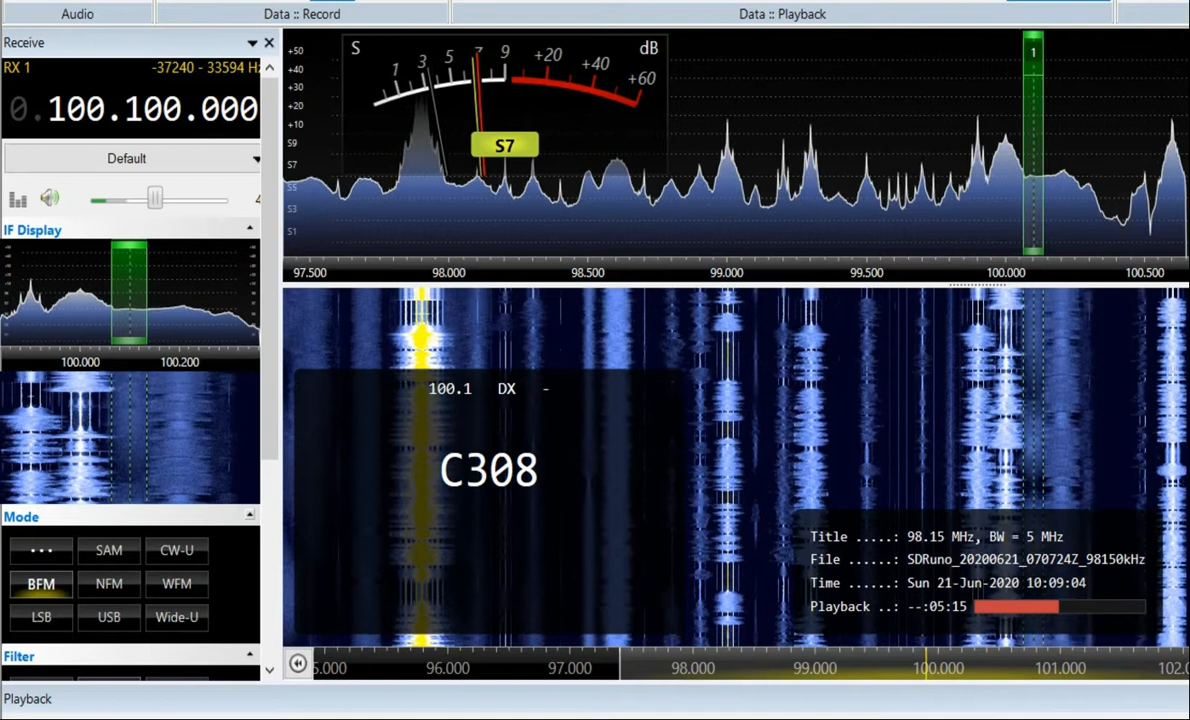 Audio
Data :: Record
Data :: Playback
Receive
RX 1
-37240 - 33594 Hz
0.100.100.000
Default
4
IF Display
100.000 100.200
Mode
••• SAM CW-U
BFM NFM WFM
LSB USB Wide-U
Filter
Playback
+50
+40
+30
+20
+10
S9
S7
S5
S3
S1
S 1 3 5 7 9 +20 +40 +60 dB
S7
1
97.500 98.000 98.500 99.000 99.500 100.000 100.500
100.1 DX -
C308
Title .....: 98.15 MHz, BW = 5 MHz
File ......: SDRuno_20200621_070724Z_98150kHz
Time ......: Sun 21-Jun-2020 10:09:04
Playback ..: --:05:15
5.000 96.000 97.000 98.000 99.000 100.000 101.000 102.0